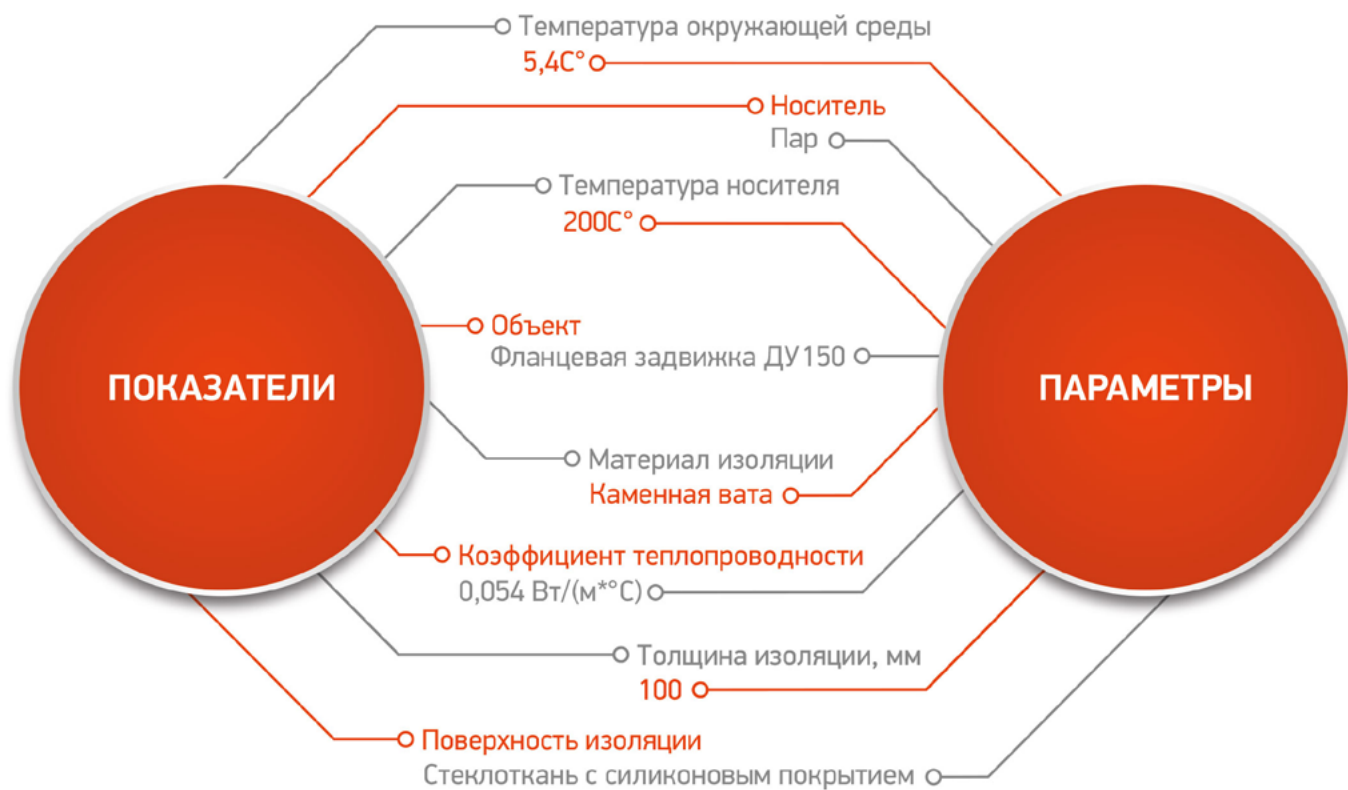 Температура окружающей среды
5,4С°
Носитель
Пар
Температура носителя
200С°
Объект
Фланцевая задвижка ДУ150
ПОКАЗАТЕЛИ
ПАРАМЕТРЫ
Материал изоляции
Каменная вата
Коэффициент теплопроводности
0,054 Вт/(м*°С)
Толщина изоляции, мм
100
Поверхность изоляции
Стеклоткань с силиконовым покрытием